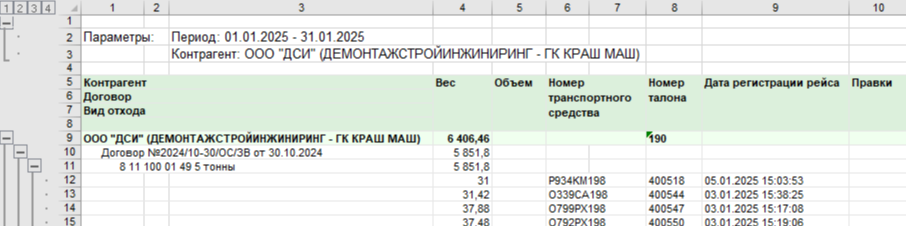 1 2 3 4
1 2 3 4 5 6 7 8 9 10
1
2 Параметры: Период: 01.01.2025 - 31.01.2025
3 Контрагент: ООО "ДСИ" (ДЕМОНТАЖСТРОЙИНЖИНИРИНГ - ГК КРАШ МАШ)
4
5 Контрагент Вес Объем Номер Номер Дата регистрации рейса Правки
6 Договор транспортного талона
7 Вид отхода средства
8
9 ООО "ДСИ" (ДЕМОНТАЖСТРОЙИНЖИНИРИНГ - ГК КРАШ МАШ) 6 406,46 190
10 Договор №2024/10-30/ОС/ЗВ от 30.10.2024 5 851,8
11 8 11 100 01 49 5 тонны 5 851,8
12 31 Р934КМ198 400518 05.01.2025 15:03:53
13 31,42 О339СА198 400544 03.01.2025 15:38:25
14 37,88 О799РХ198 400547 03.01.2025 15:17:08
15 37,48 О792РХ198 400550 03.01.2025 15:19:06